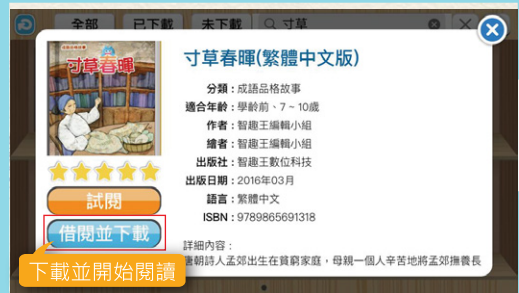 全部 已下載 未下載 寸草
寸草春暉
寸草春暉(繁體中文版)
分類：成語品格故事
適合年齡：學齡前、7 ~ 10歲
作者：智趣王編輯小組
繪者：智趣王編輯小組
出版社：智趣王數位科技
出版日期：2016年03月
語言：繁體中文
ISBN：9789865691318
試閱
借閱並下載
下載並開始閱讀
詳細內容：
唐朝詩人孟郊出生在貧窮家庭，母親一個人辛苦地將孟郊撫養長